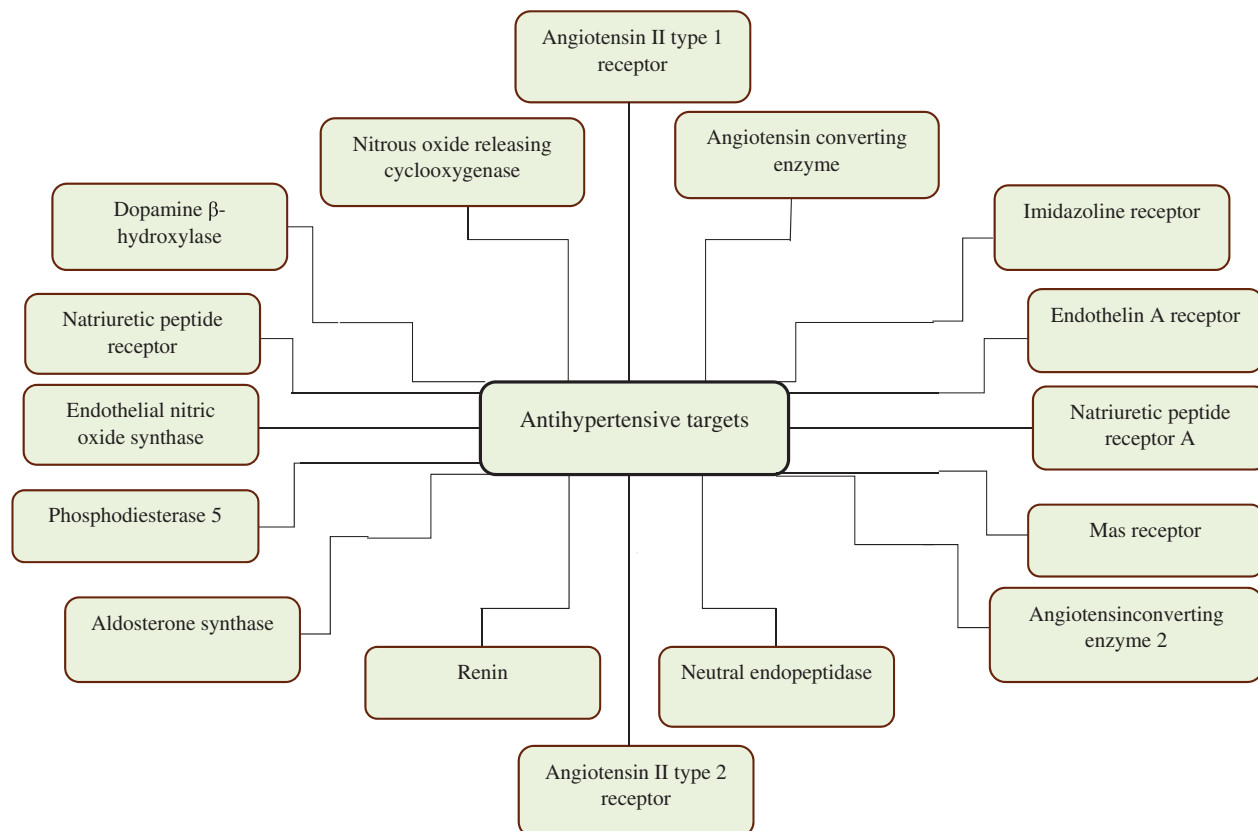 Angiotensin II type 1
receptor
Nitrous oxide releasing
cyclooxygenase
Angiotensin converting
enzyme
Dopamine β-
hydroxylase
Imidazoline receptor
Natriuretic peptide
receptor
Endothelin A receptor
Endothelial nitric
oxide synthase
Antihypertensive targets
Natriuretic peptide
receptor A
Phosphodiesterase 5
Mas receptor
Aldosterone synthase
Angiotensinconverting
enzyme 2
Renin
Neutral endopeptidase
Angiotensin II type 2
receptor